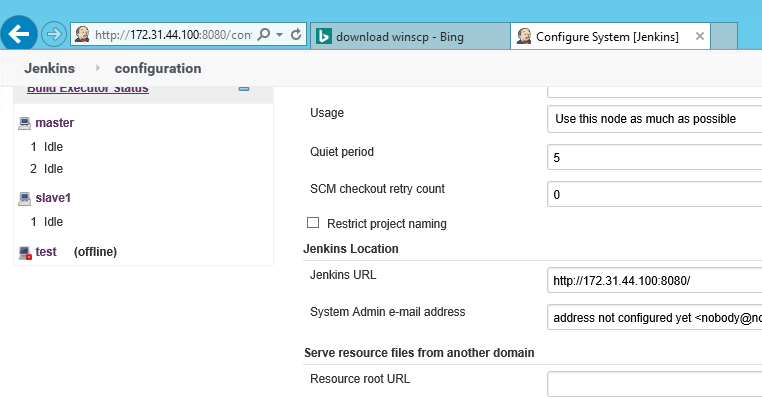 http://172.31.44.100:8080/con
download winscp - Bing
Configure System [Jenkins]
Jenkins
configuration
Build Executor Status
master
1 Idle
2 Idle
slave1
1 Idle
test (offline)
Usage
Use this node as much as possible
Quiet period
5
SCM checkout retry count
0
Restrict project naming
Jenkins Location
Jenkins URL
http://172.31.44.100:8080/
System Admin e-mail address
address not configured yet <nobody@no
Serve resource files from another domain
Resource root URL